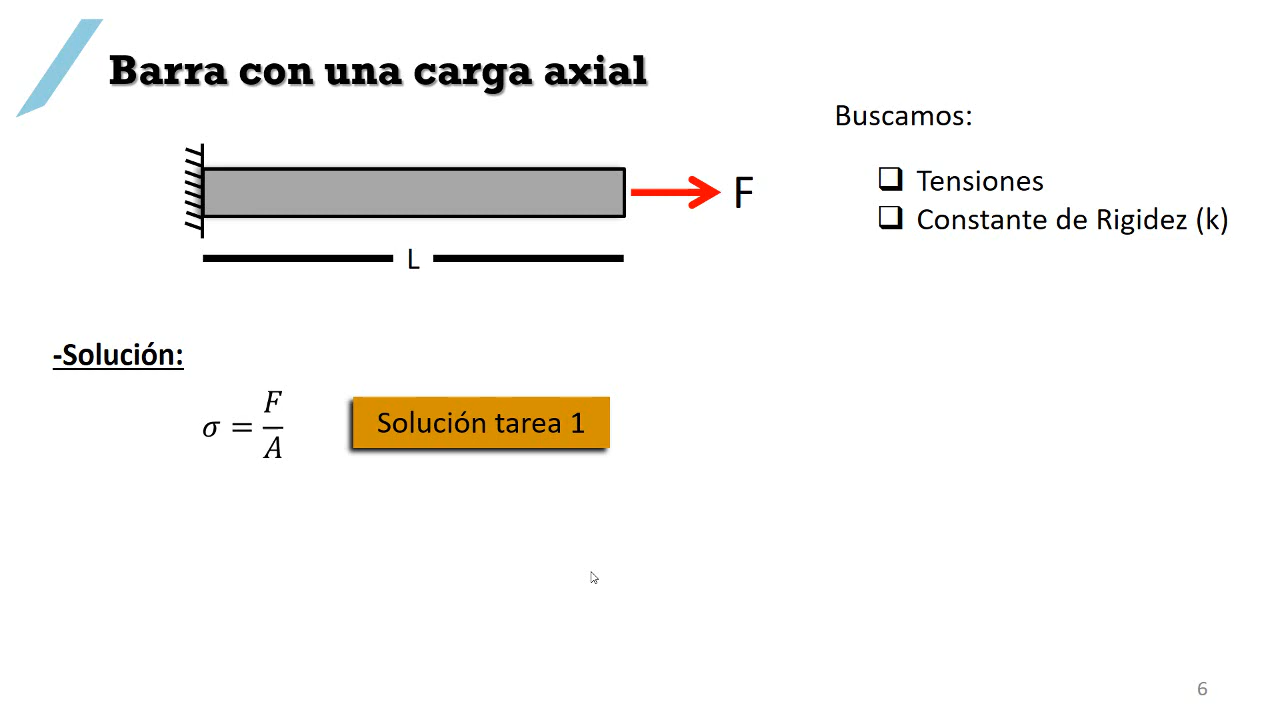 Barra con una carga axial
Buscamos:
❑ Tensiones
❑ Constante de Rigidez (k)
F
L
-Solución:
σ = F/A
Solución tarea 1
6